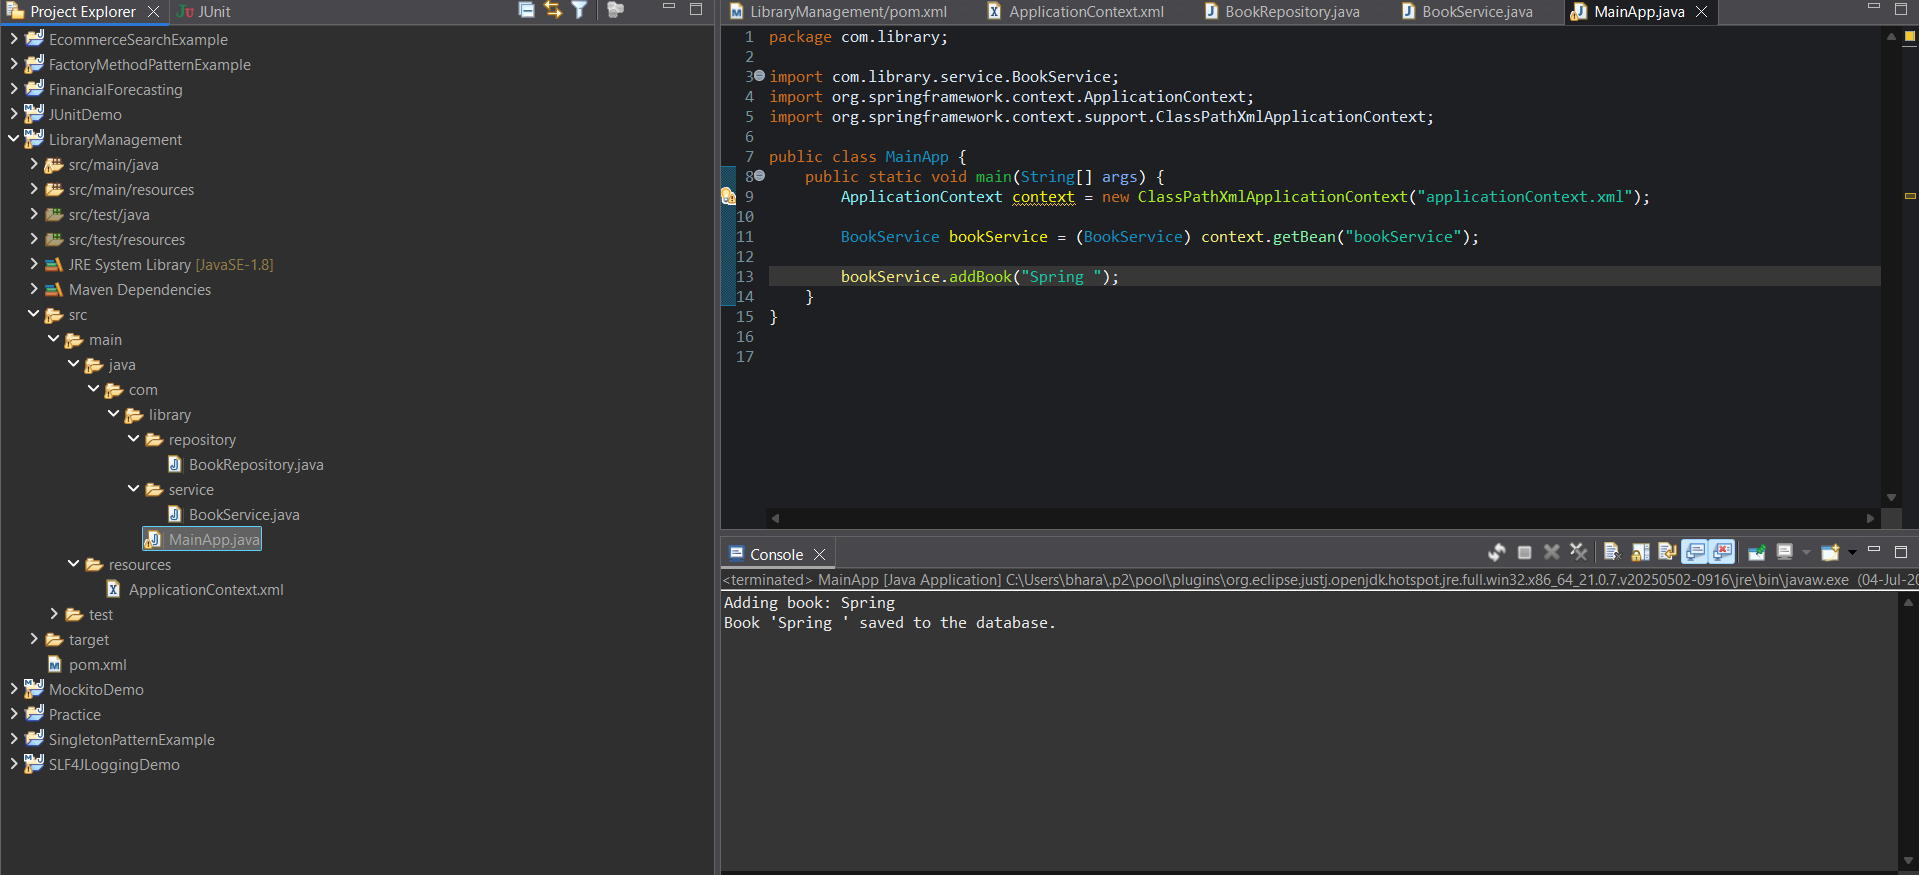 Project Explorer
JUnit
EcommerceSearchExample
FactoryMethodPatternExample
FinancialForecasting
JUnitDemo
LibraryManagement
src/main/java
src/main/resources
src/test/java
src/test/resources
JRE System Library [JavaSE-1.8]
Maven Dependencies
src
main
java
com
library
repository
BookRepository.java
service
BookService.java
MainApp.java
resources
ApplicationContext.xml
test
target
pom.xml
MockitoDemo
Practice
SingletonPatternExample
SLF4JLoggingDemo
LibraryManagement/pom.xml
ApplicationContext.xml
BookRepository.java
BookService.java
MainApp.java
1 package com.library;
2
3 import com.library.service.BookService;
4 import org.springframework.context.ApplicationContext;
5 import org.springframework.context.support.ClassPathXmlApplicationContext;
6
7 public class MainApp {
8 public static void main(String[] args) {
9 ApplicationContext context = new ClassPathXmlApplicationContext("applicationContext.xml");
10
11 BookService bookService = (BookService) context.getBean("bookService");
12
13 bookService.addBook("Spring ");
14 }
15 }
16
17
Console
<terminated> MainApp [Java Application] C:\Users\bhara\.p2\pool\plugins\org.eclipse.justj.openjdk.hotspot.jre.full.win32.x86_64_21.0.7.v20250502-0916\jre\bin\javaw.exe (04-Jul-20
Adding book: Spring
Book 'Spring ' saved to the database.